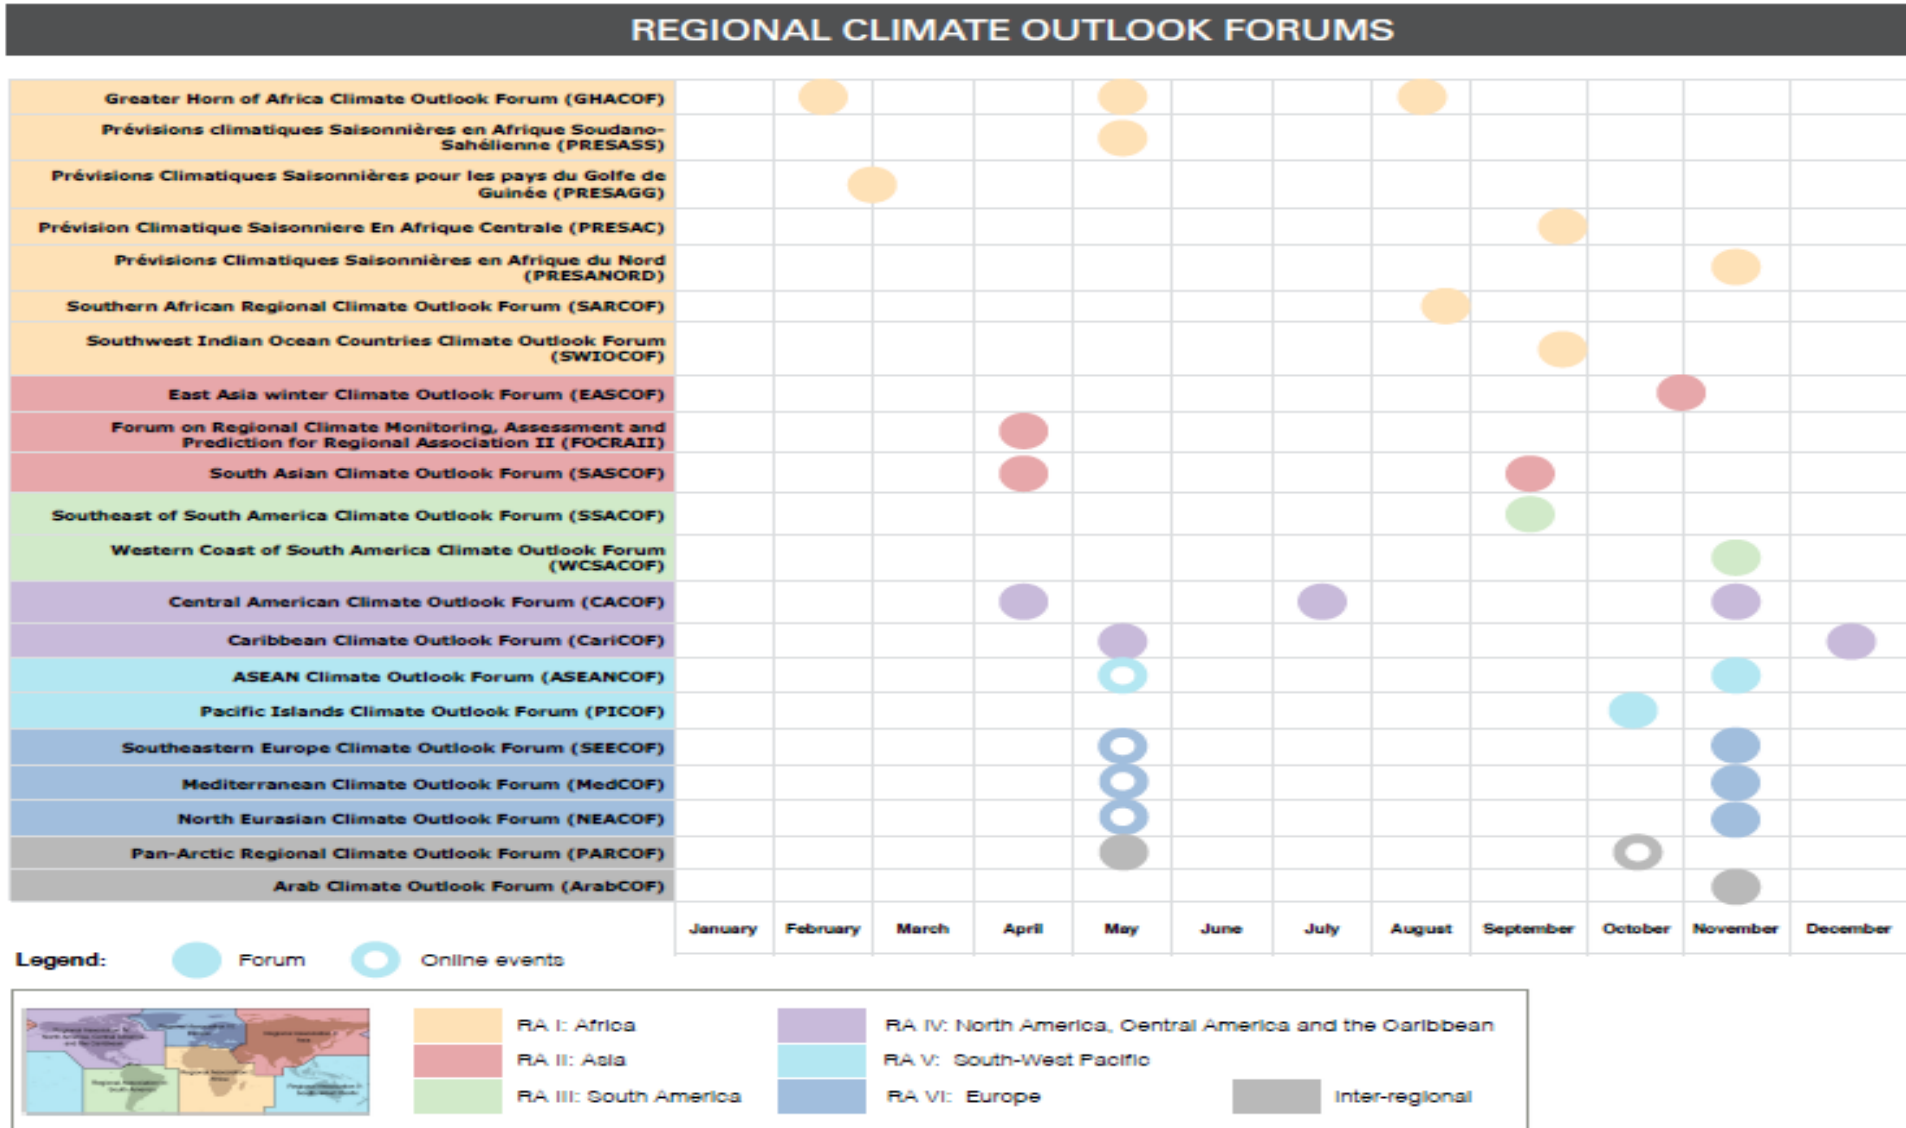 REGIONAL CLIMATE OUTLOOK FORUMS
Greater Horn of Africa Climate Outlook Forum (GHACOF)
Prévisions climatiques Saisonnières en Afrique Soudano-
Sahélienne (PRESASS)
Prévisions Climatiques Saisonnières pour les pays du Golfe de
Guinée (PRESAGG)
Prévision Climatique Saisonniere En Afrique Centrale (PRESAC)
Prévisions Climatiques Saisonnières en Afrique du Nord
(PRESANORD)
Southern African Regional Climate Outlook Forum (SARCOF)
Southwest Indian Ocean Countries Climate Outlook Forum
(SWIOCOF)
East Asia winter Climate Outlook Forum (EASCOF)
Forum on Regional Climate Monitoring, Assessment and
Prediction for Regional Association II (FOCRAII)
South Asian Climate Outlook Forum (SASCOF)
Southeast of South America Climate Outlook Forum (SSACOF)
Western Coast of South America Climate Outlook Forum
(WCSACOF)
Central American Climate Outlook Forum (CACOF)
Caribbean Climate Outlook Forum (CariCOF)
ASEAN Climate Outlook Forum (ASEANCOF)
Pacific Islands Climate Outlook Forum (PICOF)
Southeastern Europe Climate Outlook Forum (SEECOF)
Mediterranean Climate Outlook Forum (MedCOF)
North Eurasian Climate Outlook Forum (NEACOF)
Pan-Arctic Regional Climate Outlook Forum (PARCOF)
Arab Climate Outlook Forum (ArabCOF)
January February March April May June July August September October November December
Legend: Forum Online events
RA I: Africa
RA II: Asia
RA III: South America
RA IV: North America, Central America and the Caribbean
RA V: South-West Pacific
RA VI: Europe
Inter-regional